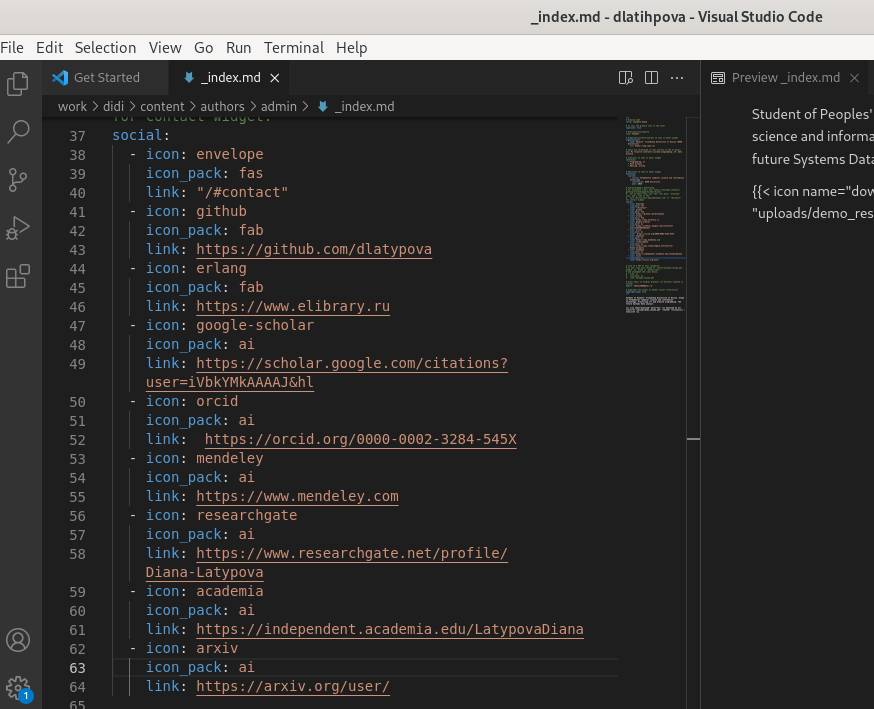 _index.md - dlatihpova - Visual Studio Code
File Edit Selection View Go Run Terminal Help
Get Started
_index.md
Preview _index.md
work > didi > content > authors > admin > _index.md
for contact widget.
37 social:
38 - icon: envelope
39 icon_pack: fas
40 link: "/#contact"
41 - icon: github
42 icon_pack: fab
43 link: https://github.com/dlatypova
44 - icon: erlang
45 icon_pack: fab
46 link: https://www.elibrary.ru
47 - icon: google-scholar
48 icon_pack: ai
49 link: https://scholar.google.com/citations?
user=iVbkYMkAAAAJ&hl
50 - icon: orcid
51 icon_pack: ai
52 link:  https://orcid.org/0000-0002-3284-545X
53 - icon: mendeley
54 icon_pack: ai
55 link: https://www.mendeley.com
56 - icon: researchgate
57 icon_pack: ai
58 link: https://www.researchgate.net/profile/
Diana-Latypova
59 - icon: academia
60 icon_pack: ai
61 link: https://independent.academia.edu/LatypovaDiana
62 - icon: arxiv
63 icon_pack: ai
64 link: https://arxiv.org/user/
65
1
Student of Peoples'
science and informa
future Systems Data
{{< icon name="dow
"uploads/demo_res